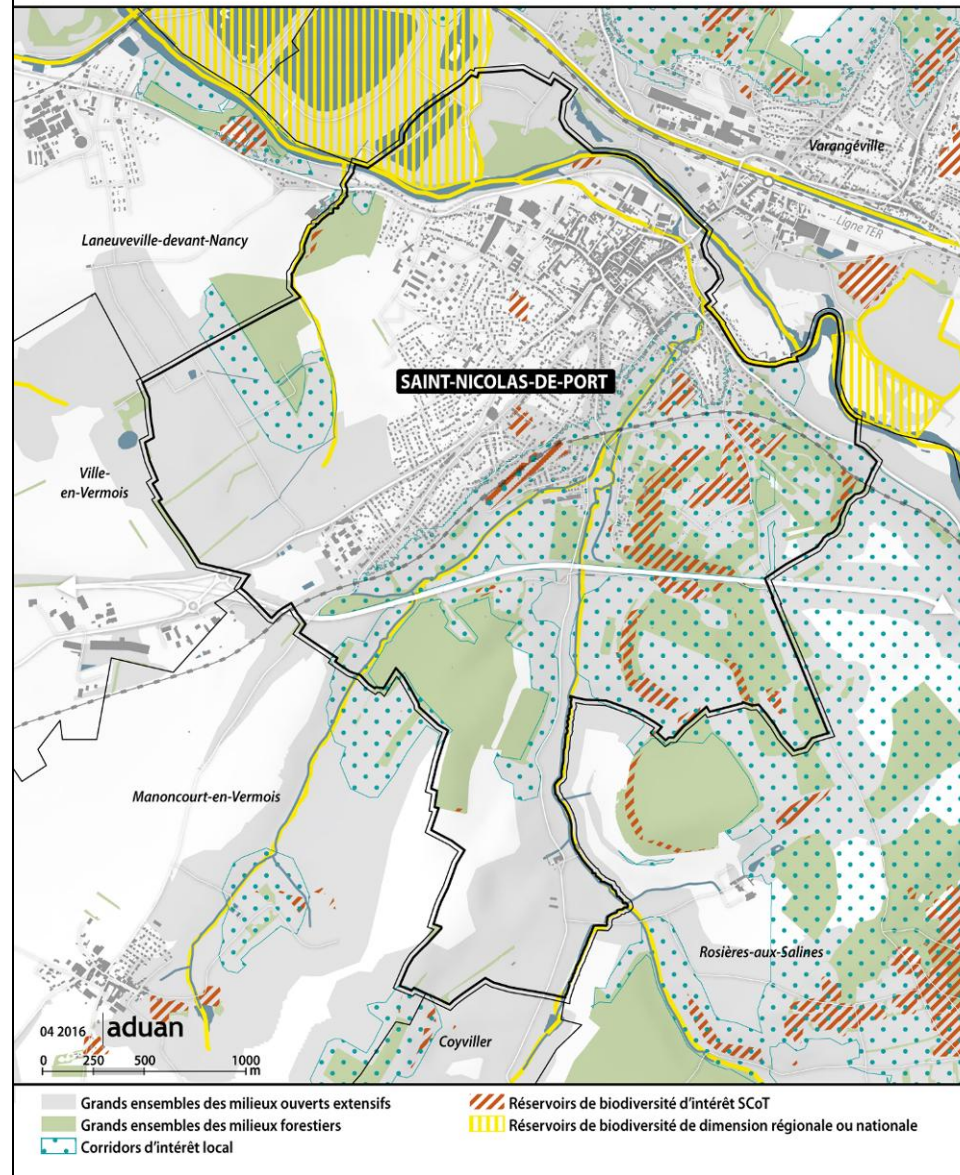 Varangéville
Ligne TER
Laneuveville-devant-Nancy
SAINT-NICOLAS-DE-PORT
Ville-
en-Vermois
Manoncourt-en-Vermois
Rosières-aux-Salines
Coyviller
04 2016 aduan
0 250 500 1000
m
Grands ensembles des milieux ouverts extensifs
Grands ensembles des milieux forestiers
Corridors d'intérêt local
Réservoirs de biodiversité d'intérêt SCoT
Réservoirs de biodiversité de dimension régionale ou nationale